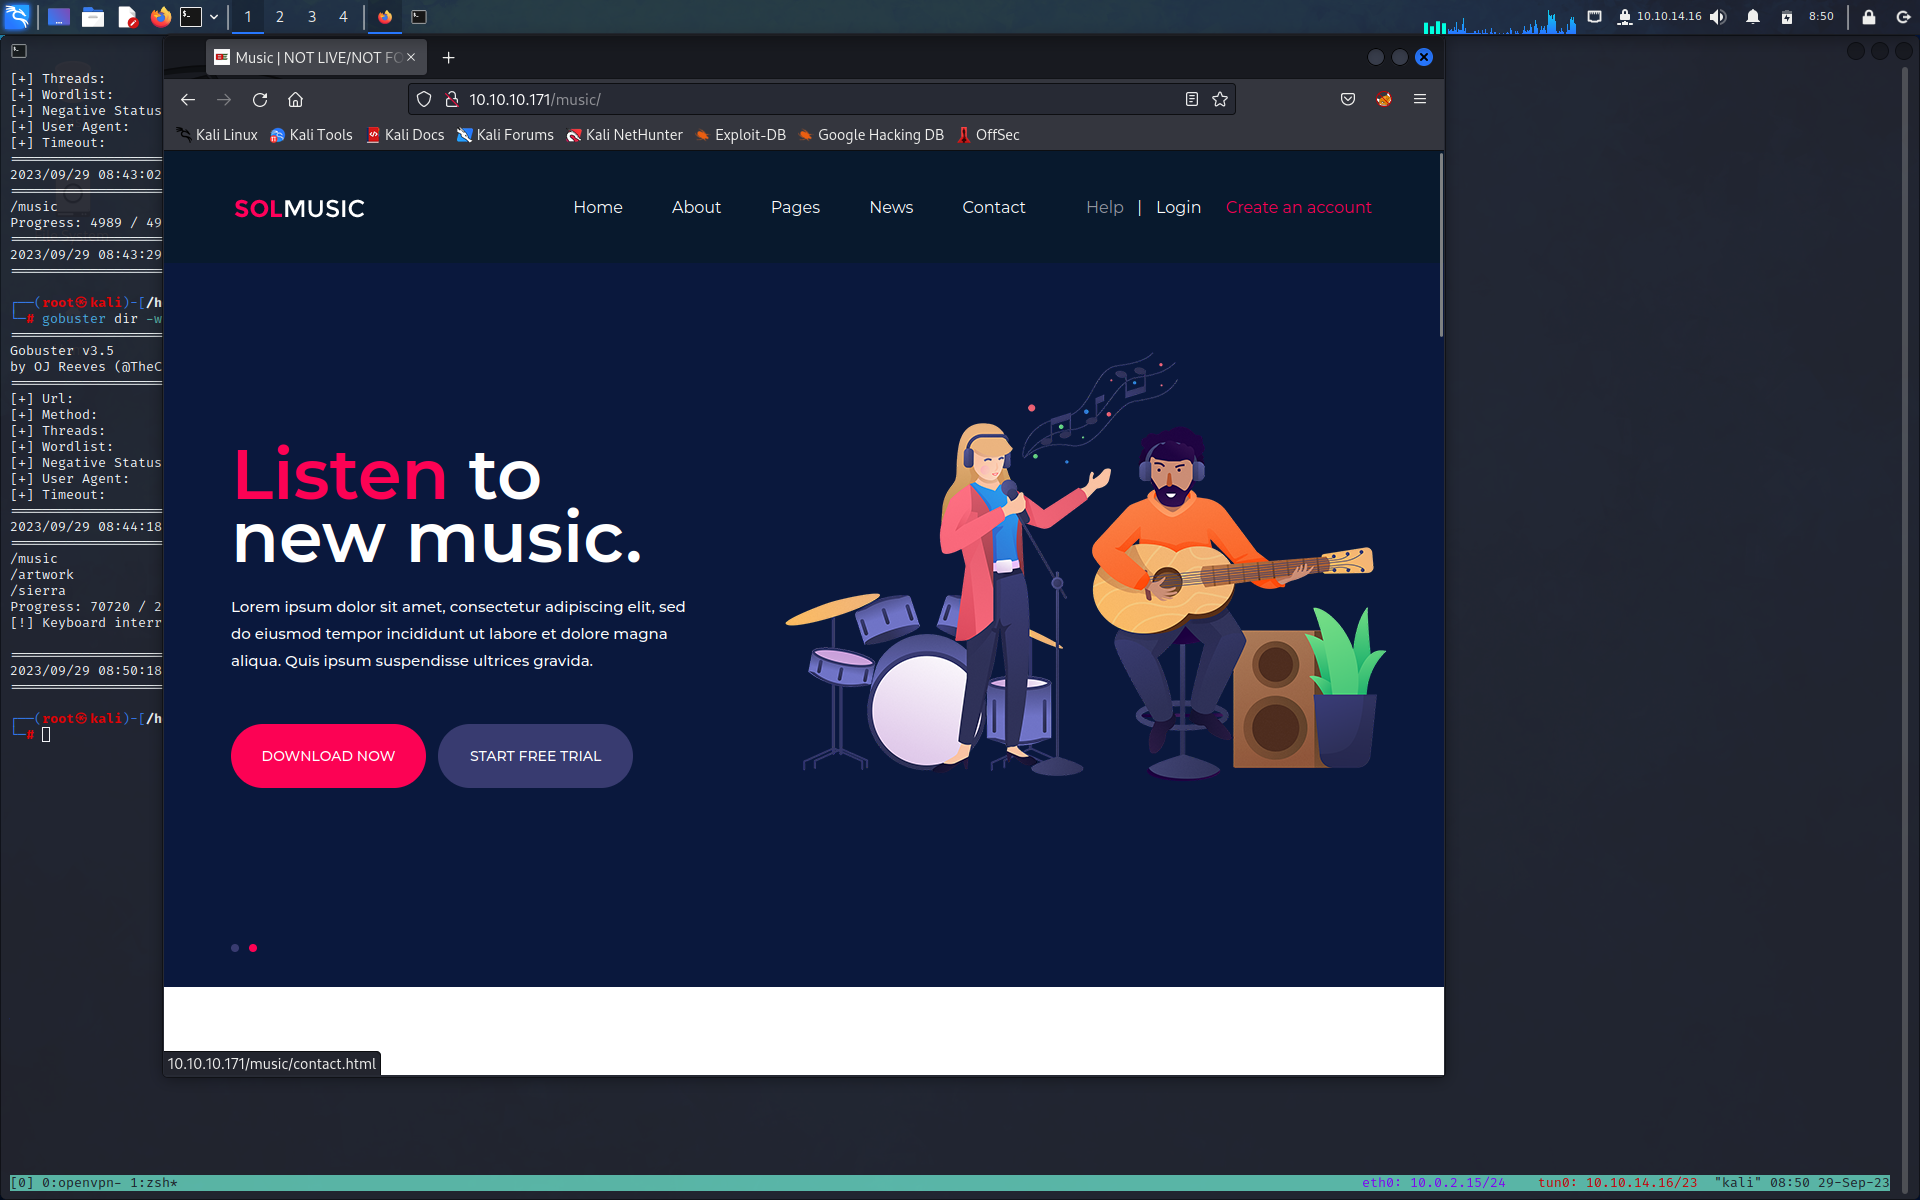 1 2 3 4
10.10.14.16
8:50
[+] Threads:
[+] Wordlist:
[+] Negative Status
[+] User Agent:
[+] Timeout:
2023/09/29 08:43:02
/music
Progress: 4989 / 49
2023/09/29 08:43:29
┌──(root㉿kali)-[/h
└─# gobuster dir -w
Gobuster v3.5
by OJ Reeves (@TheC
[+] Url:
[+] Method:
[+] Threads:
[+] Wordlist:
[+] Negative Status
[+] User Agent:
[+] Timeout:
2023/09/29 08:44:18
/music
/artwork
/sierra
Progress: 70720 / 2
[!] Keyboard interr
2023/09/29 08:50:18
┌──(root㉿kali)-[/h
└─#
Music | NOT LIVE/NOT FO
10.10.10.171/music/
Kali Linux Kali Tools Kali Docs Kali Forums Kali NetHunter Exploit-DB Google Hacking DB OffSec
SOLMUSIC
Home About Pages News Contact Help | Login Create an account
Listen to
new music.
Lorem ipsum dolor sit amet, consectetur adipiscing elit, sed
do eiusmod tempor incididunt ut labore et dolore magna
aliqua. Quis ipsum suspendisse ultrices gravida.
DOWNLOAD NOW START FREE TRIAL
10.10.10.171/music/contact.html
[0] 0:openvpn- 1:zsh* eth0: 10.0.2.15/24 tun0: 10.10.14.16/23 "kali" 08:50 29-Sep-23